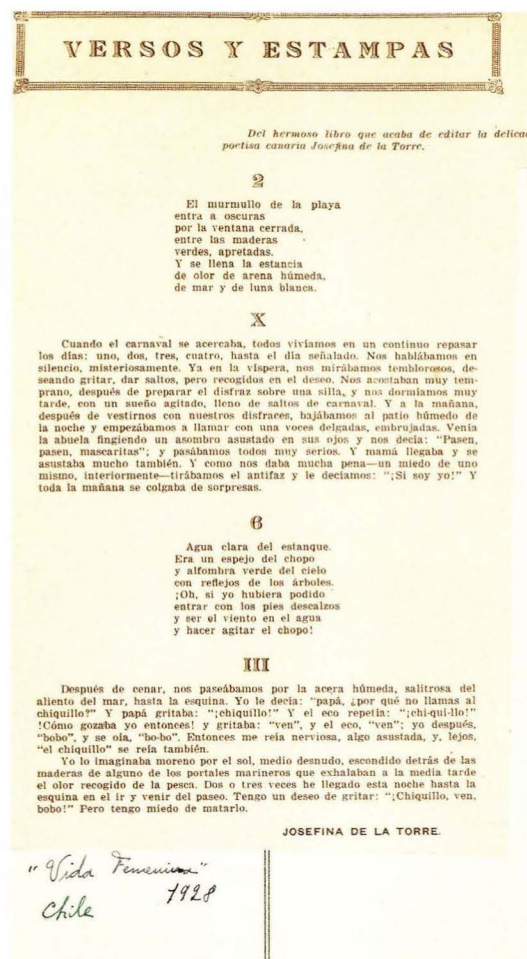 VERSOS Y ESTAMPAS
Del hermoso libro que acaba de editar la delicad
poetisa canaria Josefina de la Torre.
2
El murmullo de la playa
entra a oscuras
por la ventana cerrada,
entre las maderas
verdes, apretadas.
Y se llena la estancia
de olor de arena húmeda,
de mar y de luna blanca.
X
Cuando el carnaval se acercaba, todos vivíamos en un continuo repasar
los días: uno, dos, tres, cuatro, hasta el día señalado. Nos hablábamos en
silencio, misteriosamente. Ya en la víspera, nos mirábamos temblorosos, de-
seando gritar, dar saltos, pero recogidos en el deseo. Nos acostaban muy tem-
prano, después de preparar el disfraz sobre una silla, y nos dormíamos muy
tarde, con un sueño agitado, lleno de saltos de carnaval. Y a la mañana,
después de vestirnos con nuestros disfraces, bajábamos al patio húmedo de
la noche y empezábamos a llamar con una voces delgadas, embrujadas. Venía
la abuela fingiendo un asombro asustado en sus ojos y nos decía: "Pasen,
pasen, mascaritas"; y pasábamos todos muy serios. Y mamá llegaba y se
asustaba mucho también. Y como nos daba mucha pena—un miedo de uno
mismo, interiormente—tirábamos el antifaz y le decíamos: "¡Si soy yo!" Y
toda la mañana se colgaba de sorpresas.
6
Agua clara del estanque.
Era un espejo del chopo
y alfombra verde del cielo
con reflejos de los árboles.
¡Oh, si yo hubiera podido
entrar con los pies descalzos
y ser el viento en el agua
y hacer agitar el chopo!
III
Después de cenar, nos paseábamos por la acera húmeda, salitrosa del
aliento del mar, hasta la esquina. Yo le decía: "papá, ¿por qué no llamas al
chiquillo?" Y papá gritaba: "¡chiquillo!" Y el eco repetía: "¡chi-qui-llo!"
!Cómo gozaba yo entonces! y gritaba: "ven", y el eco, "ven"; yo después,
"bobo", y se oía, "bo-bo". Entonces me reía nerviosa, algo asustada, y, lejos,
"el chiquillo" se reía también.
Yo lo imaginaba moreno por el sol, medio desnudo, escondido detrás de las
maderas de alguno de los portales marineros que exhalaban a la media tarde
el olor recogido de la pesca. Dos o tres veces he llegado esta noche hasta la
esquina en el ir y venir del paseo. Tengo un deseo de gritar: "¡Chiquillo, ven,
bobo!" Pero tengo miedo de matarlo.
JOSEFINA DE LA TORRE.
"Vida Femenina"
Chile 1928